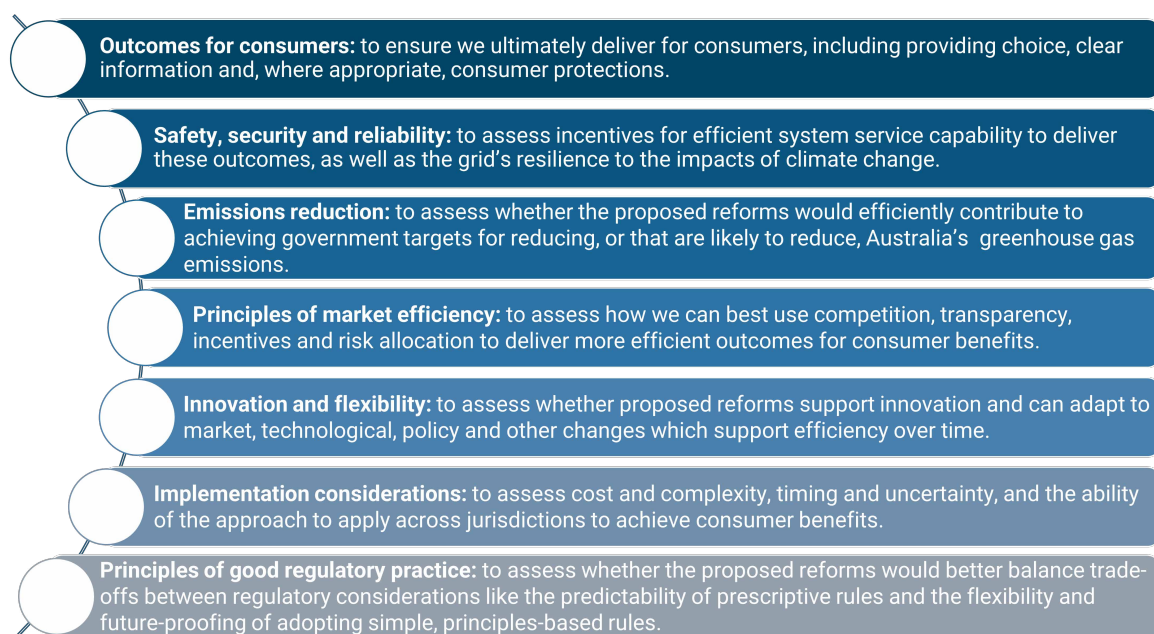 Outcomes for consumers: to ensure we ultimately deliver for consumers, including providing choice, clear
information and, where appropriate, consumer protections.
Safety, security and reliability: to assess incentives for efficient system service capability to deliver
these outcomes, as well as the grid's resilience to the impacts of climate change.
Emissions reduction: to assess whether the proposed reforms would efficiently contribute to
achieving government targets for reducing, or that are likely to reduce, Australia's  greenhouse gas
emissions.
Principles of market efficiency: to assess how we can best use competition, transparency,
incentives and risk allocation to deliver more efficient outcomes for consumer benefits.
Innovation and flexibility: to assess whether proposed reforms support innovation and can adapt to
market, technological, policy and other changes which support efficiency over time.
Implementation considerations: to assess cost and complexity, timing and uncertainty, and the ability
of the approach to apply across jurisdictions to achieve consumer benefits.
Principles of good regulatory practice: to assess whether the proposed reforms would better balance trade-
offs between regulatory considerations like the predictability of prescriptive rules and the flexibility and
future-proofing of adopting simple, principles-based rules.